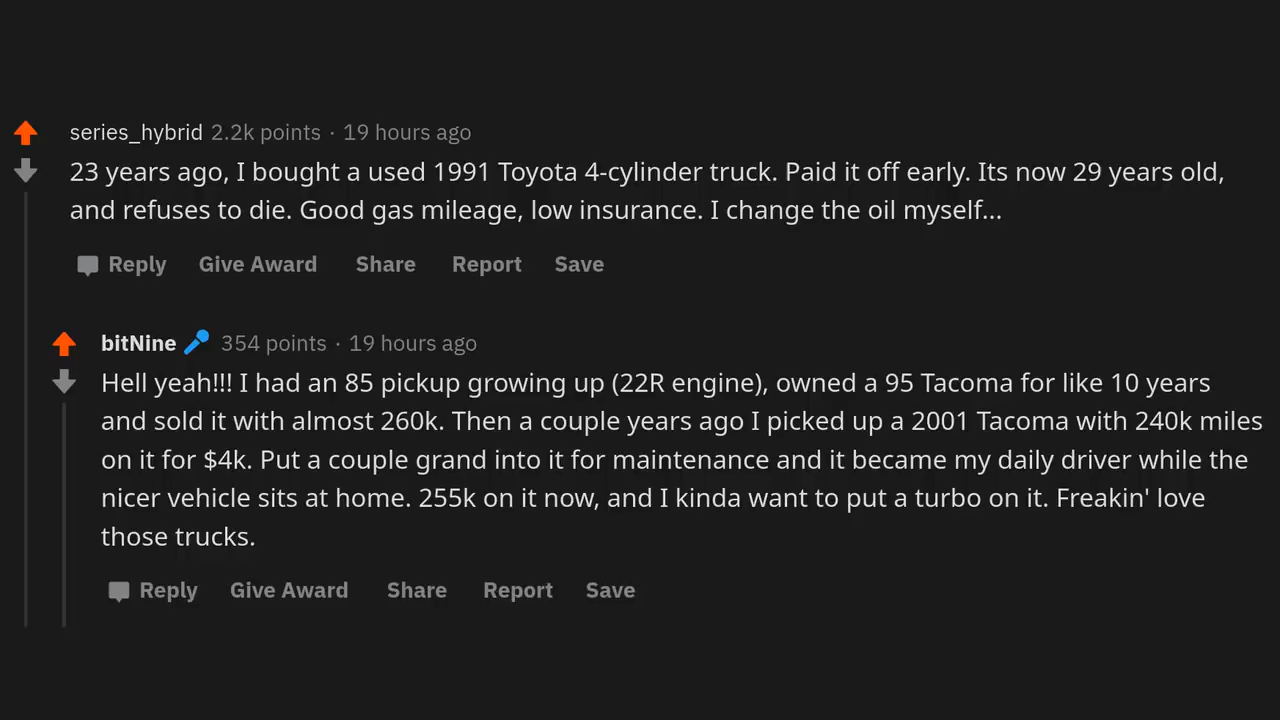 series_hybrid 2.2k points · 19 hours ago
23 years ago, I bought a used 1991 Toyota 4-cylinder truck. Paid it off early. Its now 29 years old,
and refuses to die. Good gas mileage, low insurance. I change the oil myself...
Reply Give Award Share Report Save
bitNine 354 points · 19 hours ago
Hell yeah!!! I had an 85 pickup growing up (22R engine), owned a 95 Tacoma for like 10 years
and sold it with almost 260k. Then a couple years ago I picked up a 2001 Tacoma with 240k miles
on it for $4k. Put a couple grand into it for maintenance and it became my daily driver while the
nicer vehicle sits at home. 255k on it now, and I kinda want to put a turbo on it. Freakin' love
those trucks.
Reply Give Award Share Report Save